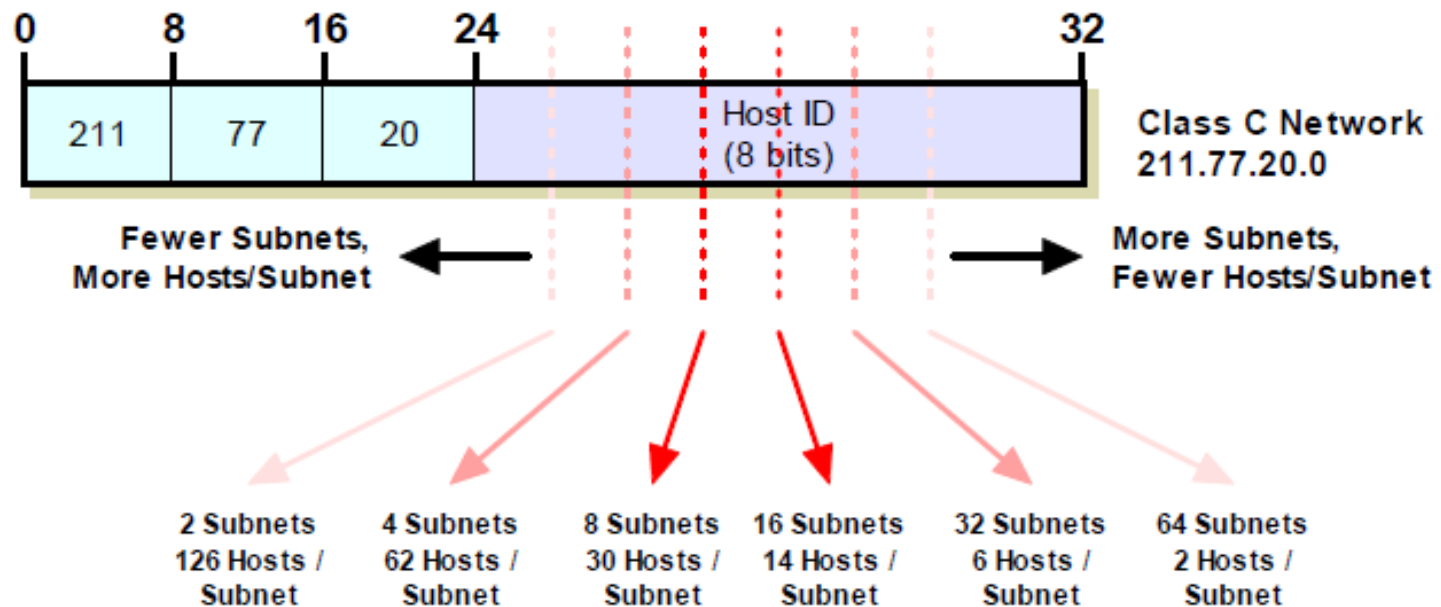 0 8 16 24 32
211 77 20 Host ID
(8 bits)
Class C Network
211.77.20.0
Fewer Subnets,
More Hosts/Subnet
More Subnets,
Fewer Hosts/Subnet
2 Subnets
126 Hosts /
Subnet
4 Subnets
62 Hosts /
Subnet
8 Subnets
30 Hosts /
Subnet
16 Subnets
14 Hosts /
Subnet
32 Subnets
6 Hosts /
Subnet
64 Subnets
2 Hosts /
Subnet